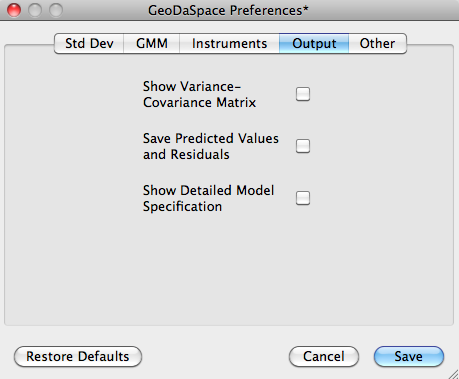 GeoDaSpace Preferences*
Std Dev GMM Instruments Output Other
Show Variance-
Covariance Matrix
Save Predicted Values
and Residuals
Show Detailed Model
Specification
Restore Defaults Cancel Save